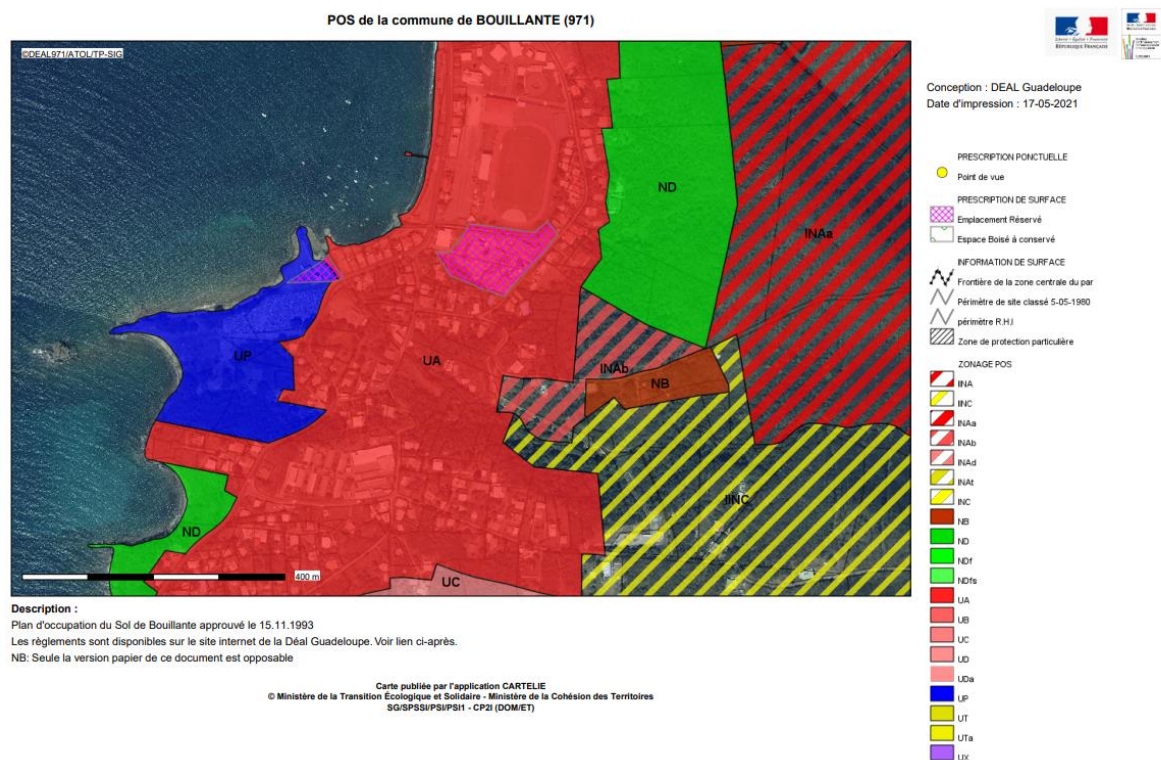 POS de la commune de BOUILLANTE (971)
Liberté • Égalité • Fraternité
RÉPUBLIQUE FRANÇAISE
©DEAL971/ATOL/TP-SIG
Conception : DEAL Guadeloupe
Date d'impression : 17-05-2021
PRESCRIPTION PONCTUELLE
Point de vue
PRESCRIPTION DE SURFACE
Emplacement Réservé
Espace Boisé à conservé
INFORMATION DE SURFACE
Frontière de la zone centrale du par
Périmètre de site classé 5-05-1980
périmètre R.H.I
Zone de protection particulière
ZONAGE POS
IINA
IINC
INAa
INAb
INAd
INAt
INC
NB
ND
NDf
NDfs
UA
UB
UC
UD
UDa
UP
UT
UTa
UX
ND
INAa
UP
UA
INAb
NB
IINC
ND
UC
400 m
Description :
Plan d'occupation du Sol de Bouillante approuvé le 15.11.1993
Les règlements sont disponibles sur le site internet de la Déal Guadeloupe. Voir lien ci-après.
NB: Seule la version papier de ce document est opposable
Carte publiée par l'application CARTELIE
© Ministère de la Transition Écologique et Solidaire - Ministère de la Cohésion des Territoires
SG/SPSSI/PSI/PSI1 - CP2I (DOM/ET)